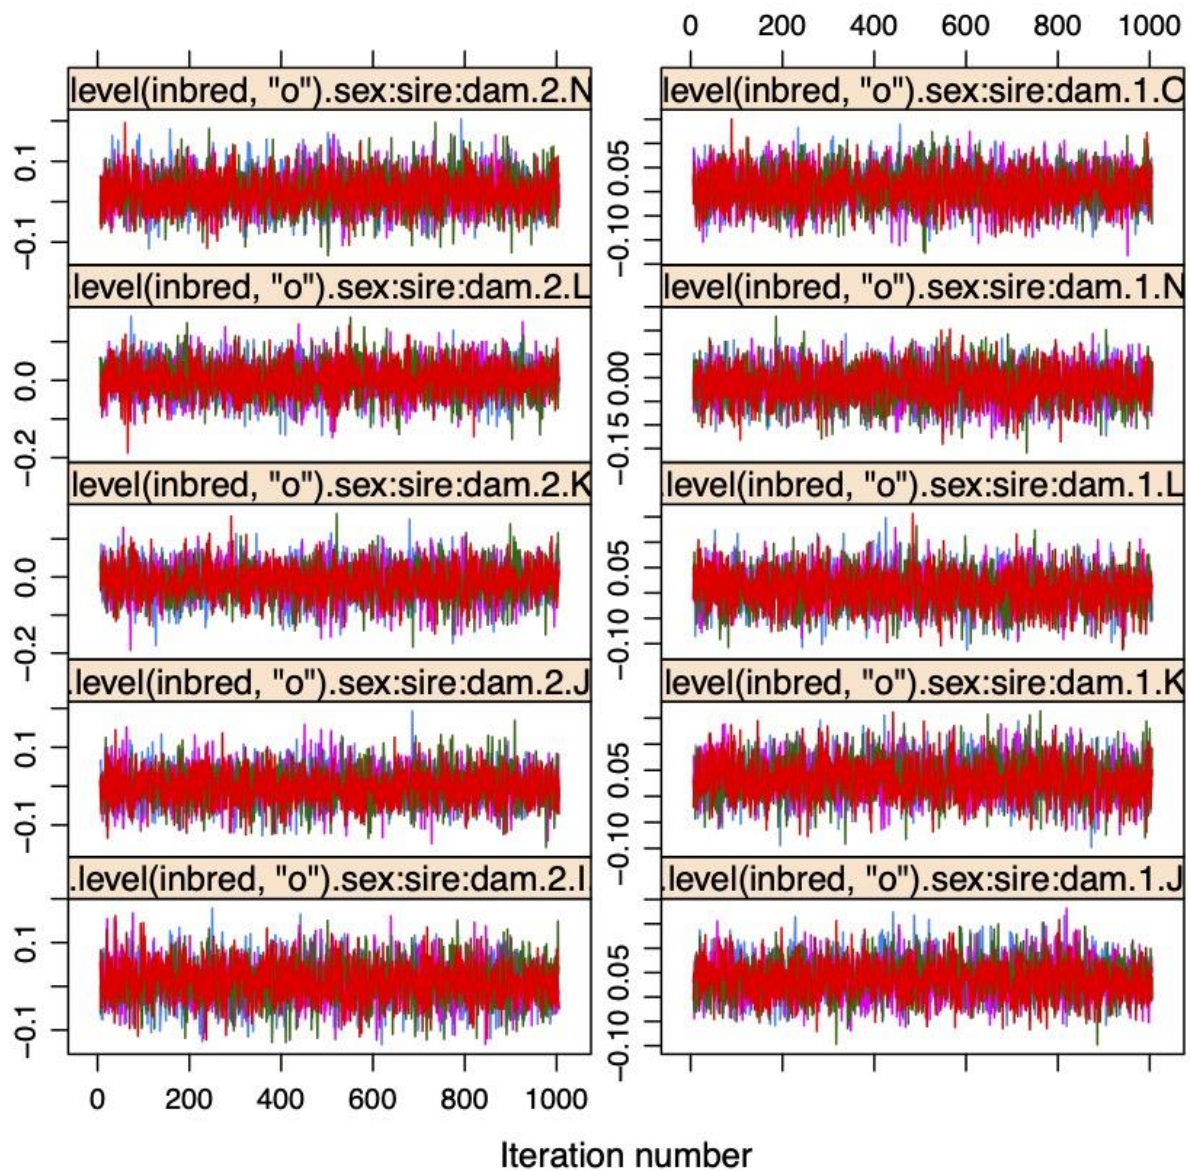 0 200 400 600 800 1000
level(inbred, "o").sex:sire:dam.2.N
level(inbred, "o").sex:sire:dam.1.O
0.1
-0.1
0.05
-0.10
.level(inbred, "o").sex:sire:dam.2.L
level(inbred, "o").sex:sire:dam.1.N
0.0
-0.2
0.00
-0.15
level(inbred, "o").sex:sire:dam.2.K
.level(inbred, "o").sex:sire:dam.1.L
0.0
-0.2
0.05
-0.10
.level(inbred, "o").sex:sire:dam.2.J
level(inbred, "o").sex:sire:dam.1.K
0.1
-0.1
0.05
-0.10
.level(inbred, "o").sex:sire:dam.2.I
.level(inbred, "o").sex:sire:dam.1.J
0.1
-0.1
0.05
-0.10
0 200 400 600 800 1000
Iteration number